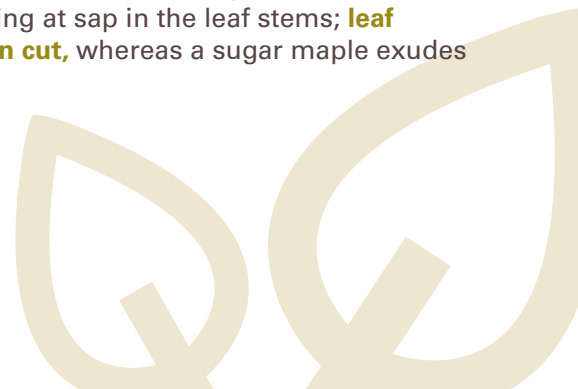 ing at sap in the leaf stems; leaf
n cut, whereas a sugar maple exudes